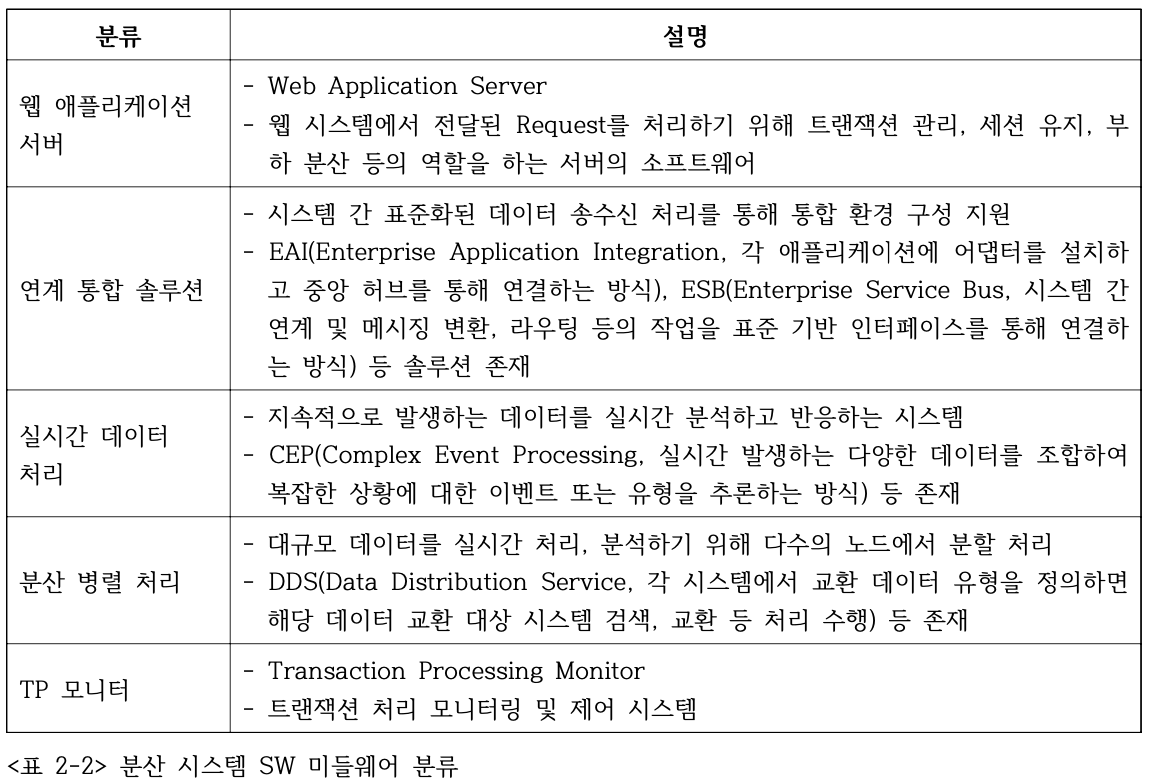 분류
설명
웹 애플리케이션
서버
- Web Application Server
- 웹 시스템에서 전달된 Request를 처리하기 위해 트랜잭션 관리, 세션 유지, 부
하 분산 등의 역할을 하는 서버의 소프트웨어
연계 통합 솔루션
- 시스템 간 표준화된 데이터 송수신 처리를 통해 통합 환경 구성 지원
- EAI(Enterprise Application Integration, 각 애플리케이션에 어댑터를 설치하
고 중앙 허브를 통해 연결하는 방식), ESB(Enterprise Service Bus, 시스템 간
연계 및 메시징 변환, 라우팅 등의 작업을 표준 기반 인터페이스를 통해 연결하
는 방식) 등 솔루션 존재
실시간 데이터
처리
- 지속적으로 발생하는 데이터를 실시간 분석하고 반응하는 시스템
- CEP(Complex Event Processing, 실시간 발생하는 다양한 데이터를 조합하여
복잡한 상황에 대한 이벤트 또는 유형을 추론하는 방식) 등 존재
분산 병렬 처리
- 대규모 데이터를 실시간 처리, 분석하기 위해 다수의 노드에서 분할 처리
- DDS(Data Distribution Service, 각 시스템에서 교환 데이터 유형을 정의하면
해당 데이터 교환 대상 시스템 검색, 교환 등 처리 수행) 등 존재
TP 모니터
- Transaction Processing Monitor
- 트랜잭션 처리 모니터링 및 제어 시스템
<표 2-2> 분산 시스템 SW 미들웨어 분류